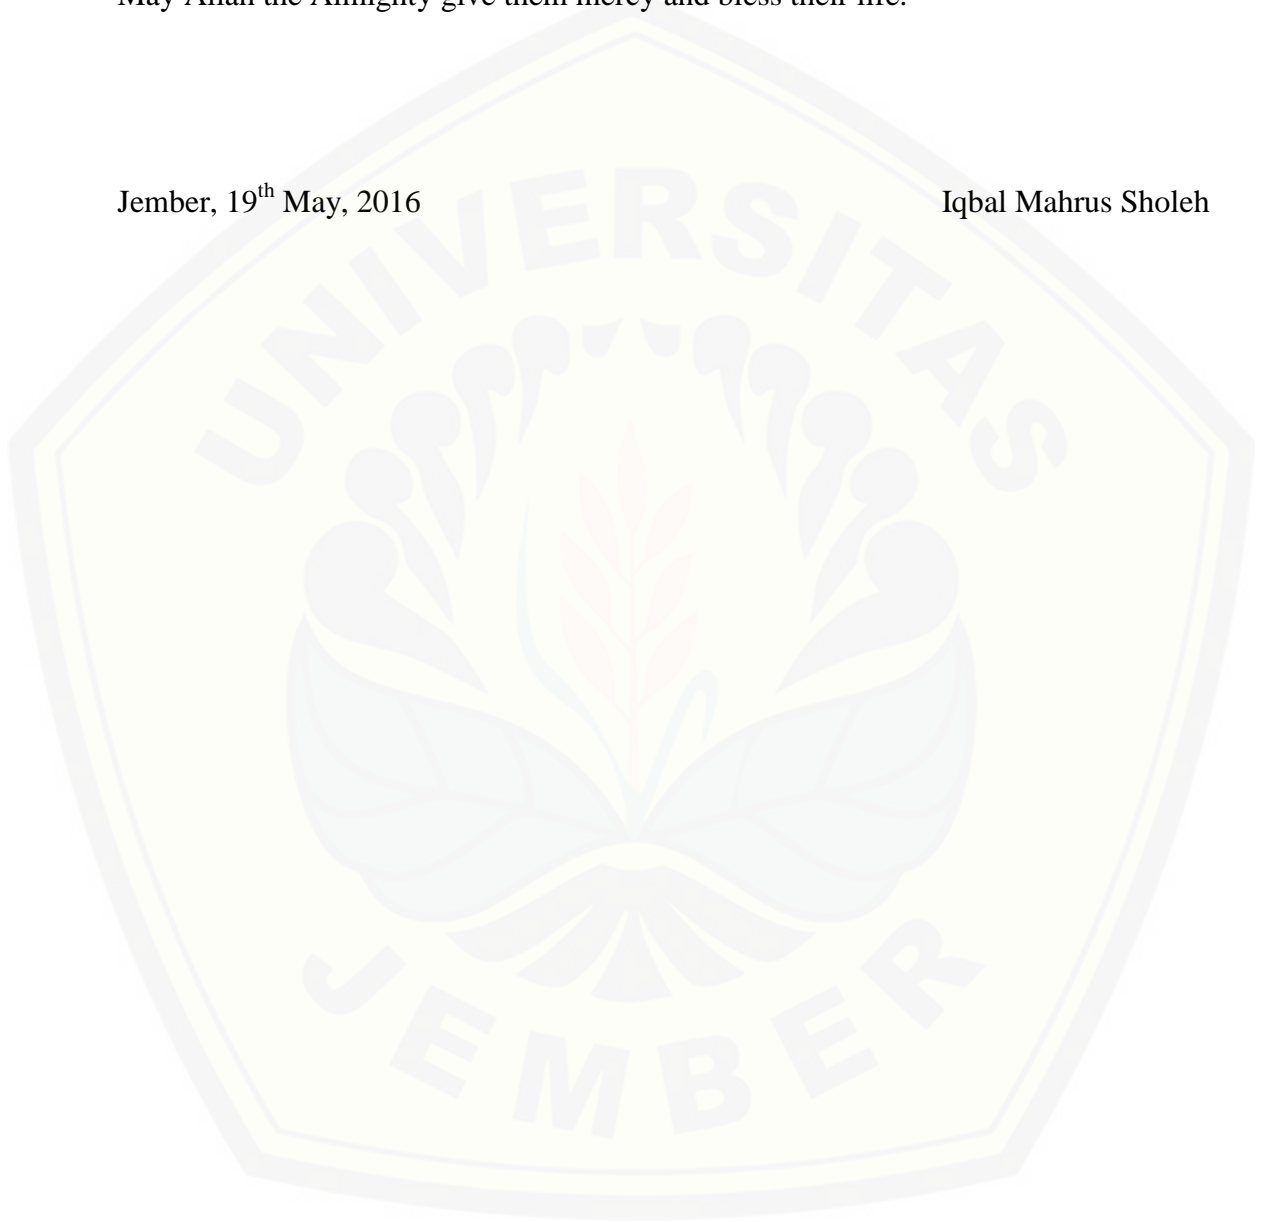 May Allah the Almighty give them mercy and bless their life.
Jember, 19th May, 2016 Iqbal Mahrus Sholeh
UNIVERSITAS
JEMBER